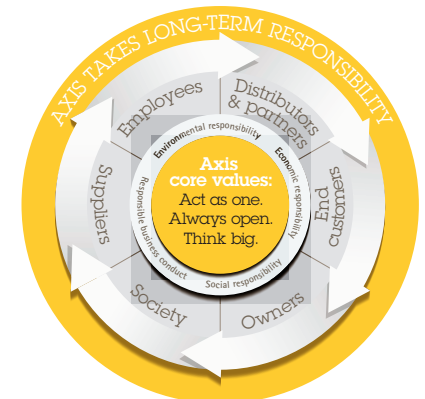 AXIS TAKES LONG-TERM RESPONSIBILITY
Employees
Distributors
& partners
End
customers
Owners
Society
Suppliers
Environmental responsibility
Economic responsibility
Social responsibility
Responsible business conduct
Axis
core values:
Act as one.
Always open.
Think big.